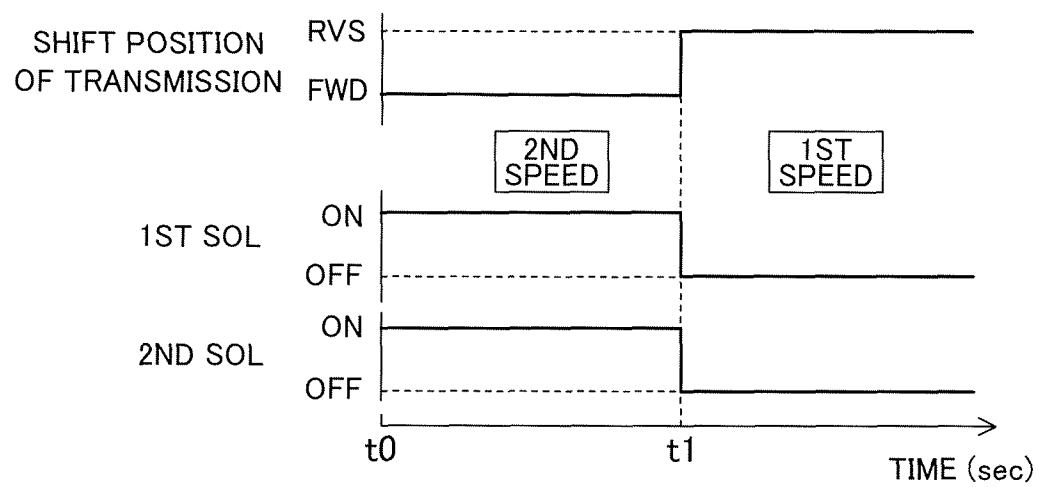 SHIFT POSITION
OF TRANSMISSION
RVS
FWD
2ND
SPEED
1ST
SPEED
1ST SOL
ON
OFF
2ND SOL
ON
OFF
t0
t1
TIME (sec)